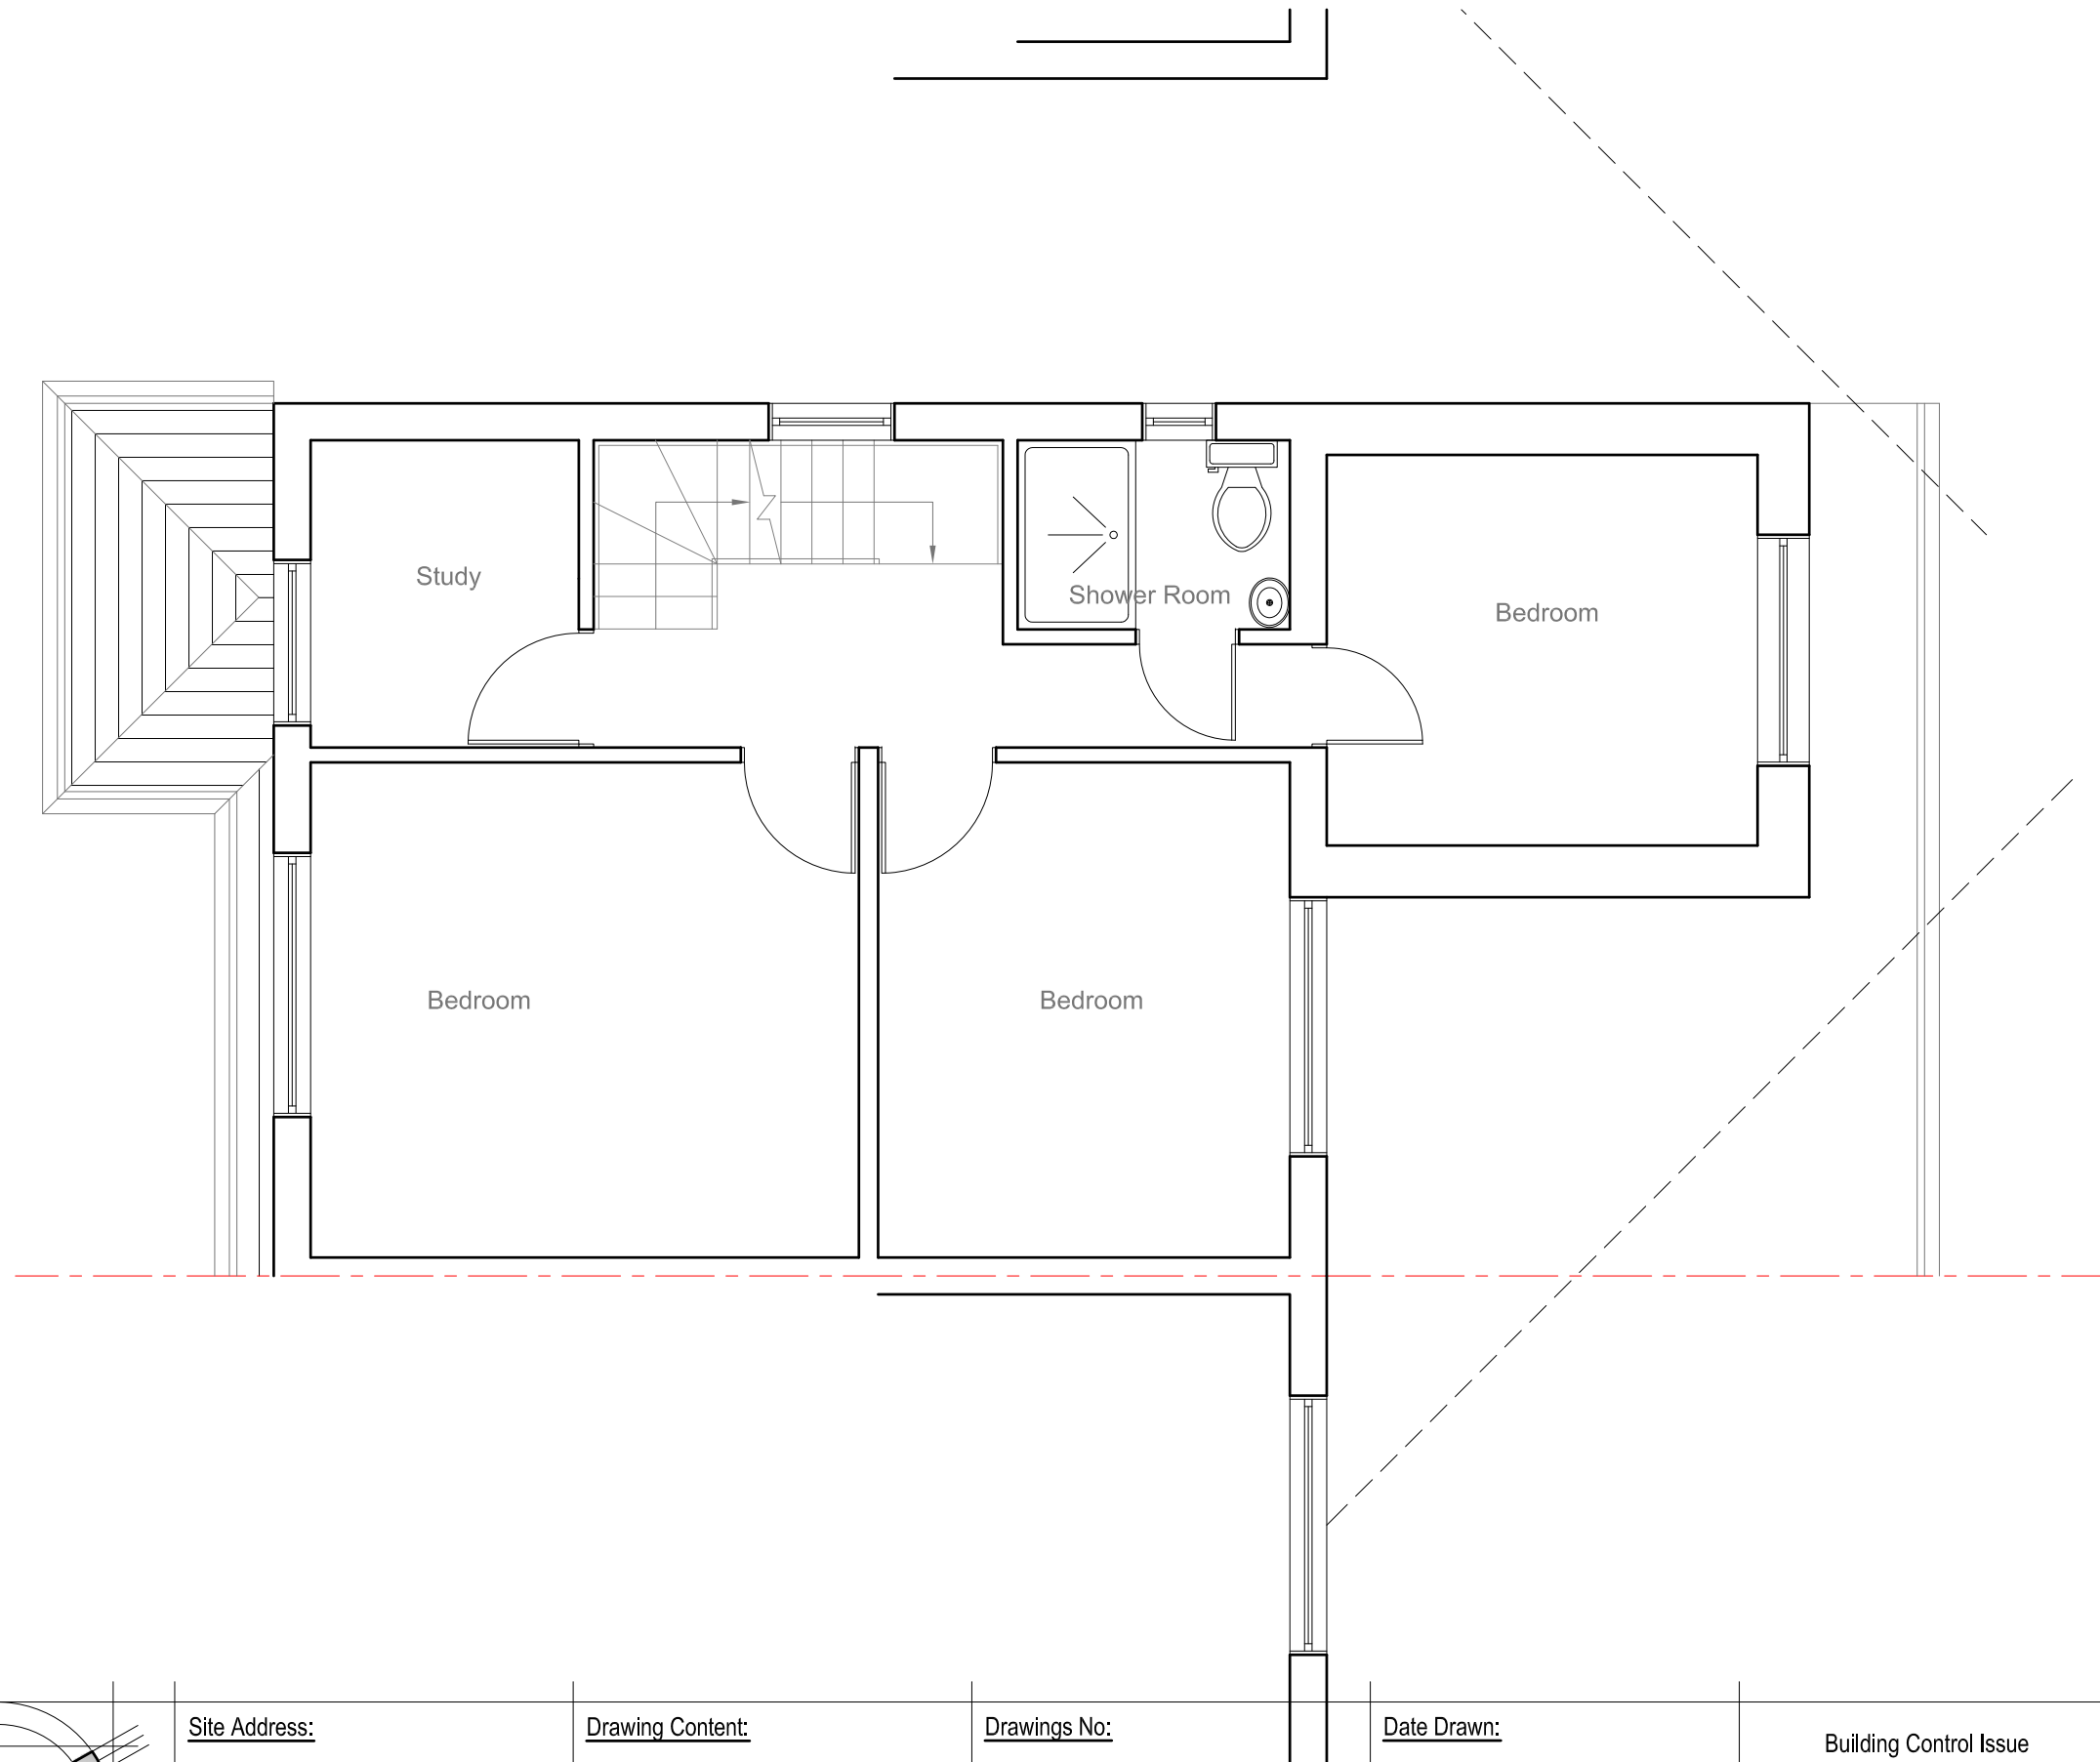 Study
Shower Room
Bedroom
Bedroom
Bedroom
Site Address:
Drawing Content:
Drawings No:
Date Drawn:
Building Control Issue